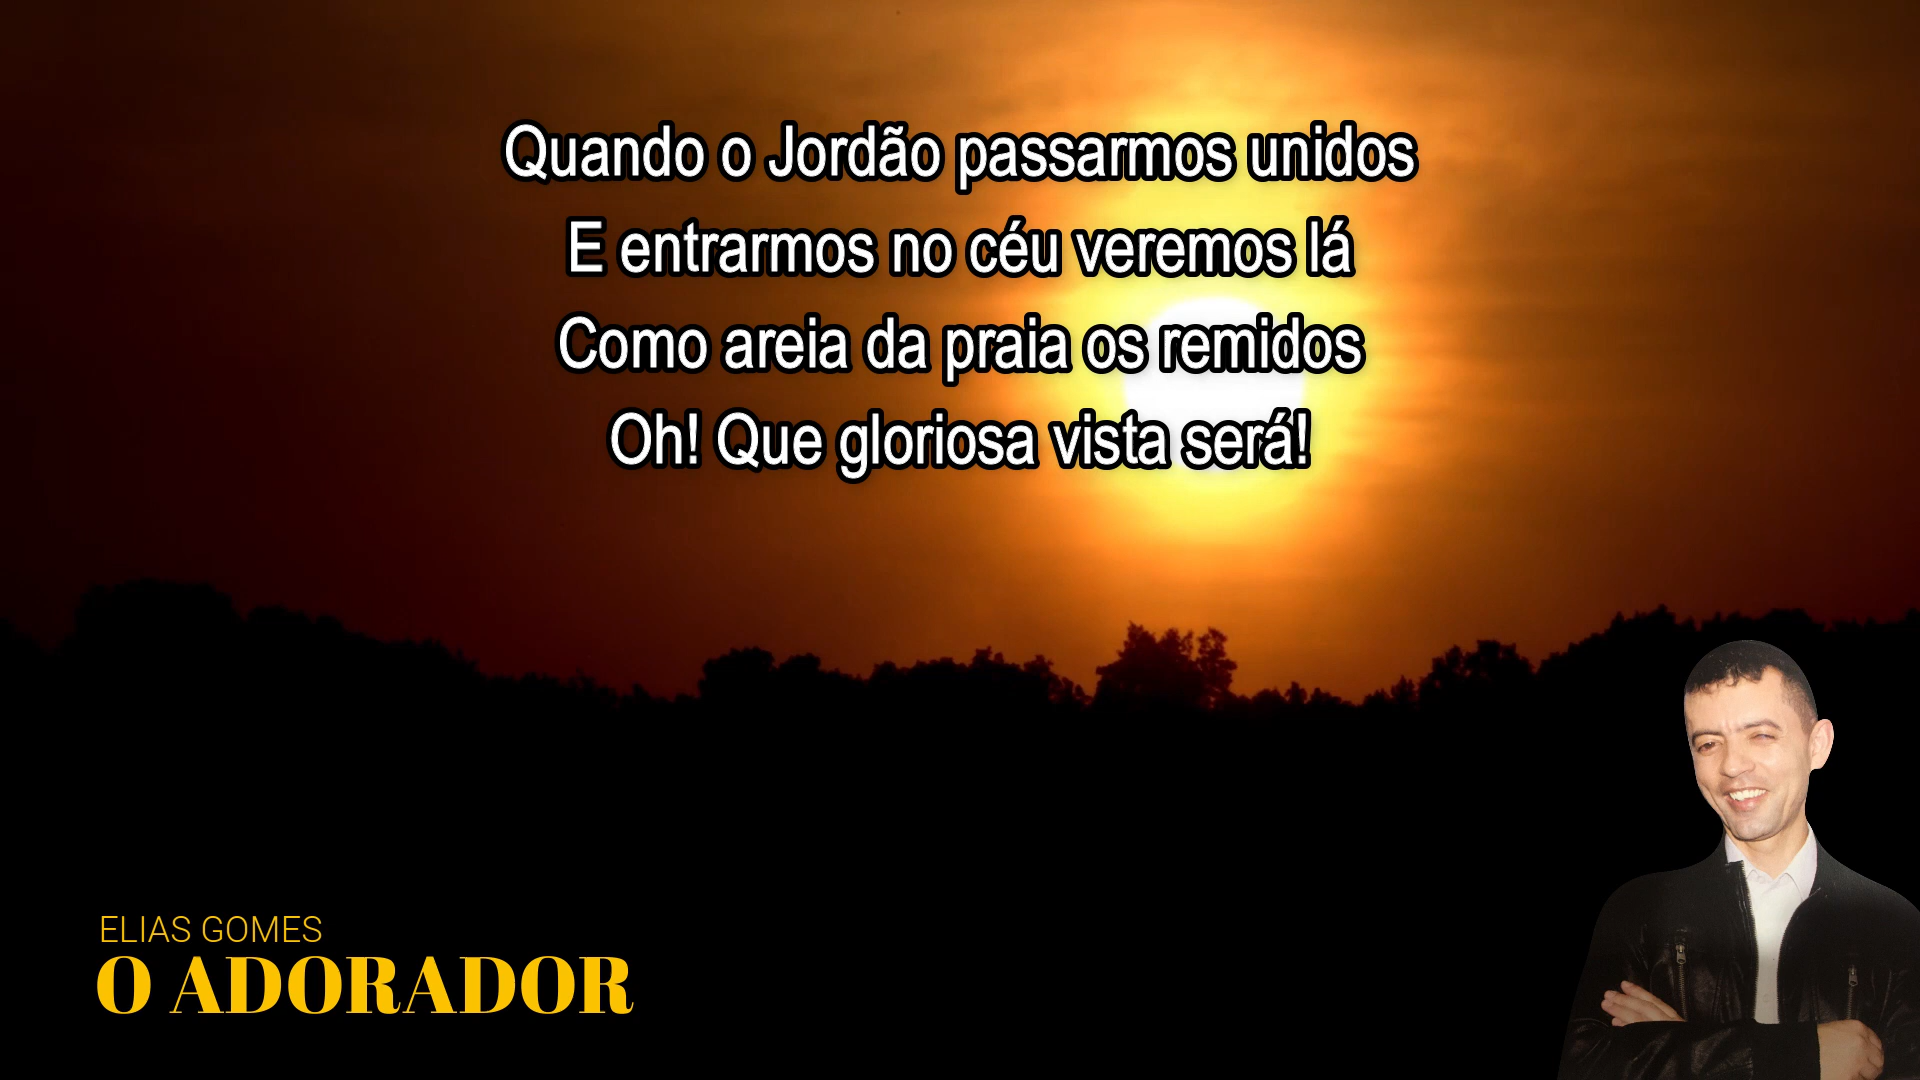 Quando o Jordão passarmos unidos
E entrarmos no céu veremos lá
Como areia da praia os remidos
Oh! Que gloriosa vista será!
ELIAS GOMES
O ADORADOR